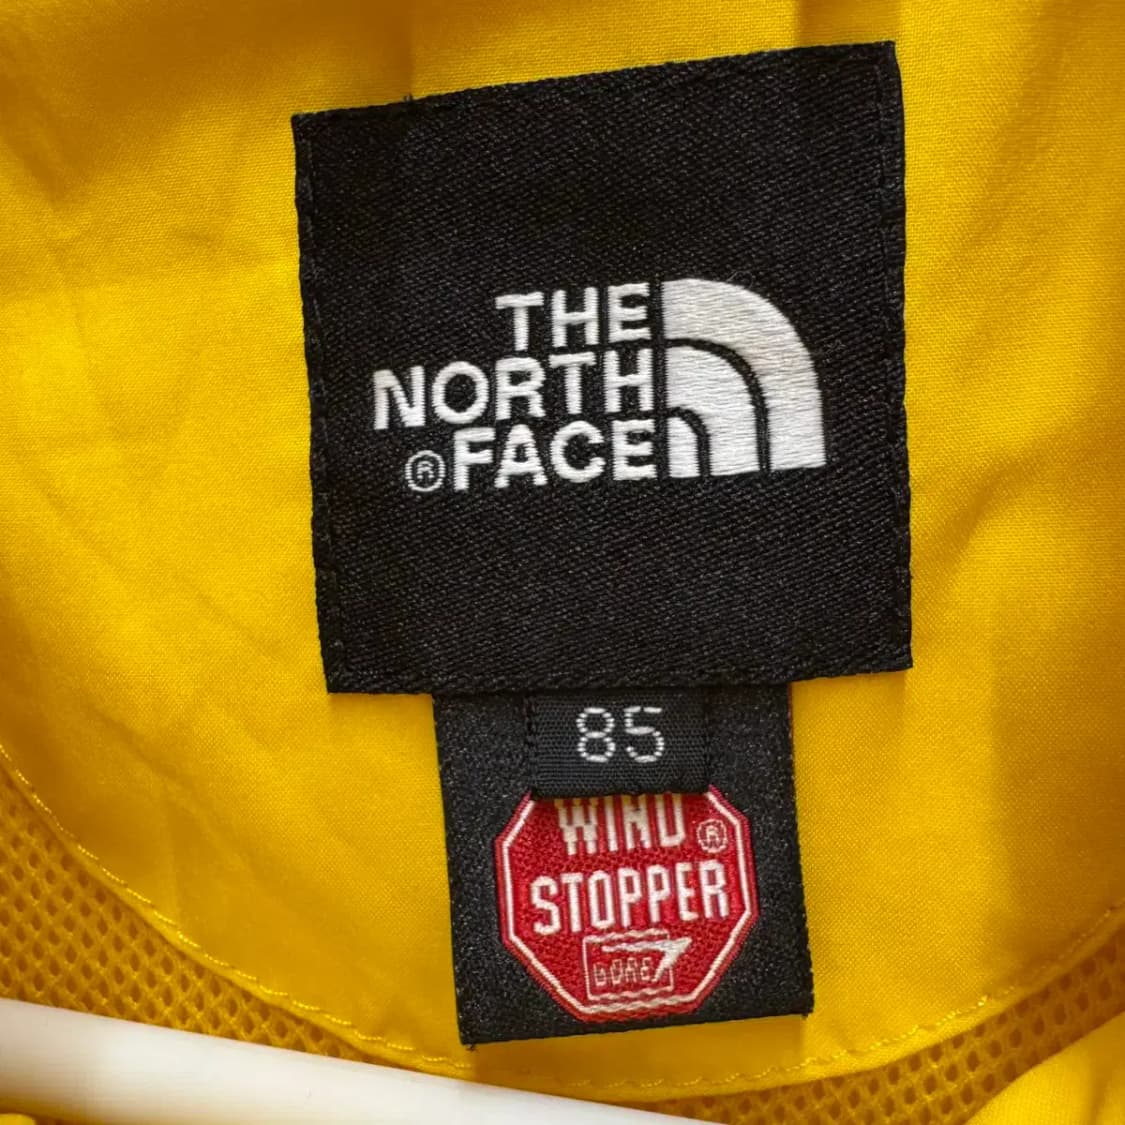 THE
NORTH
®FACE
85
WIND
STOPPER®
GORE